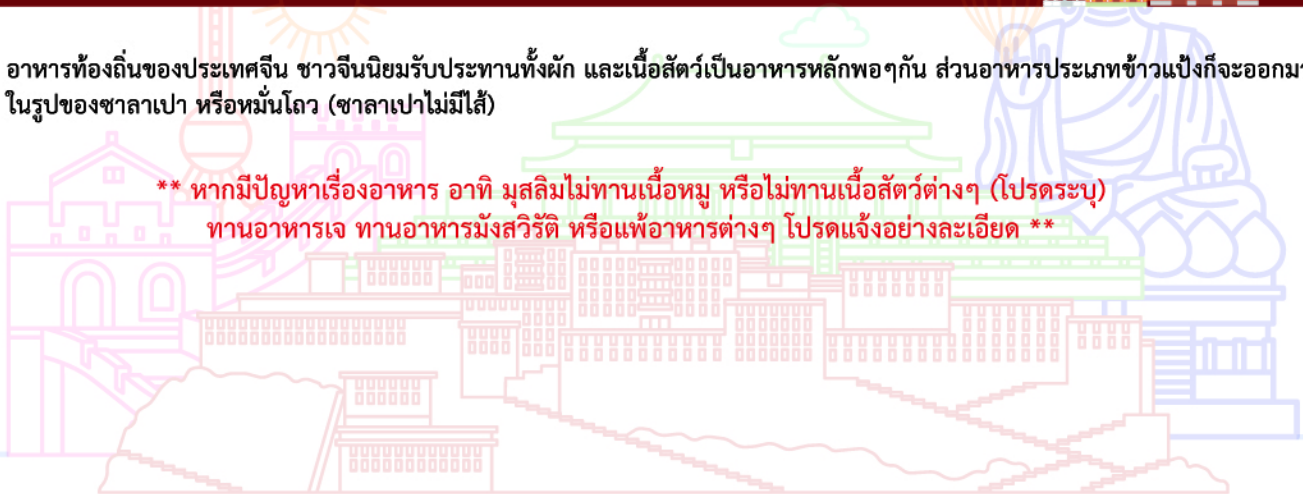 อาหารท้องถิ่นของประเทศจีน ชาวจีนนิยมรับประทานทั้งผัก และเนื้อสัตว์เป็นอาหารหลักพอๆกัน ส่วนอาหารประเภทข้าวแป้งก็จะออกมา
ในรูปของซาลาเปา หรือหมั่นโถว (ซาลาเปาไม่มีไส้)
** หากมีปัญหาเรื่องอาหาร อาทิ มุสลิมไม่ทานเนื้อหมู หรือไม่ทานเนื้อสัตว์ต่างๆ (โปรดระบุ)
ทานอาหารเจ ทานอาหารมังสวิรัติ หรือแพ้อาหารต่างๆ โปรดแจ้งอย่างละเอียด **